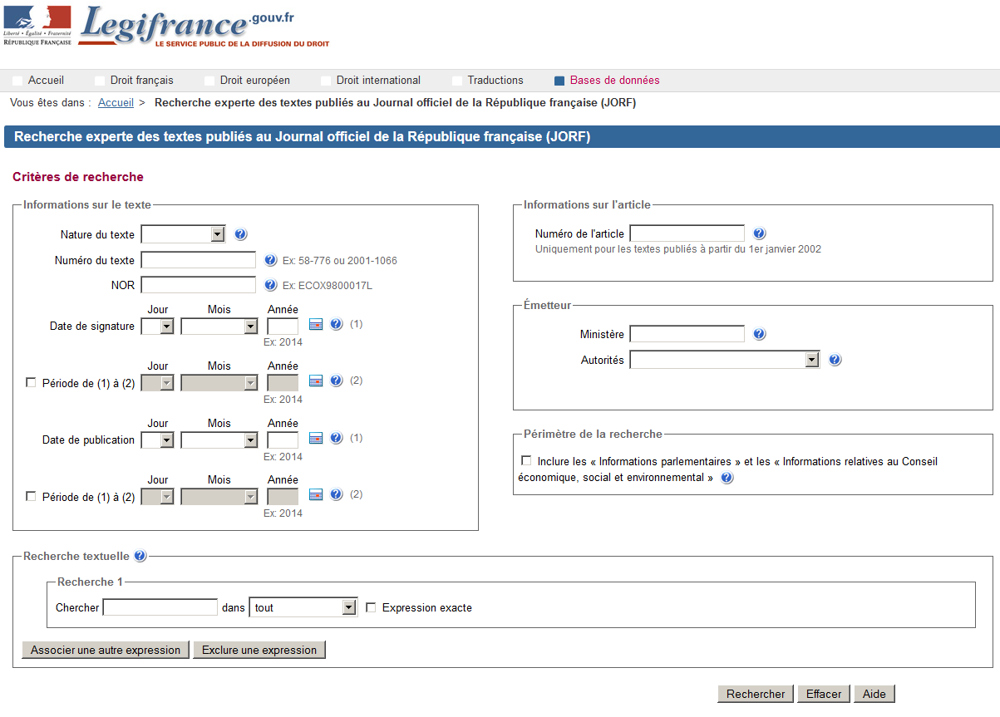 Legifrance.gouv.fr
Liberté • Égalité • Fraternité
RÉPUBLIQUE FRANÇAISE
LE SERVICE PUBLIC DE LA DIFFUSION DU DROIT
Accueil Droit français Droit européen Droit international Traductions Bases de données
Vous êtes dans : Accueil > Recherche experte des textes publiés au Journal officiel de la République française (JORF)
Recherche experte des textes publiés au Journal officiel de la République française (JORF)
Critères de recherche
Informations sur le texte
Nature du texte ?
Numéro du texte ? Ex: 58-776 ou 2001-1066
NOR ? Ex: ECOX9800017L
Jour Mois Année
Date de signature ? (1)
Ex: 2014
Jour Mois Année
Période de (1) à (2) ? (2)
Ex: 2014
Jour Mois Année
Date de publication ? (1)
Ex: 2014
Jour Mois Année
Période de (1) à (2) ? (2)
Ex: 2014
Informations sur l'article
Numéro de l'article ?
Uniquement pour les textes publiés à partir du 1er janvier 2002
Émetteur
Ministère ?
Autorités ?
Périmètre de la recherche
Inclure les « Informations parlementaires » et les « Informations relatives au Conseil
économique, social et environnemental » ?
Recherche textuelle ?
Recherche 1
Chercher dans tout Expression exacte
Associer une autre expression Exclure une expression
Rechercher Effacer Aide